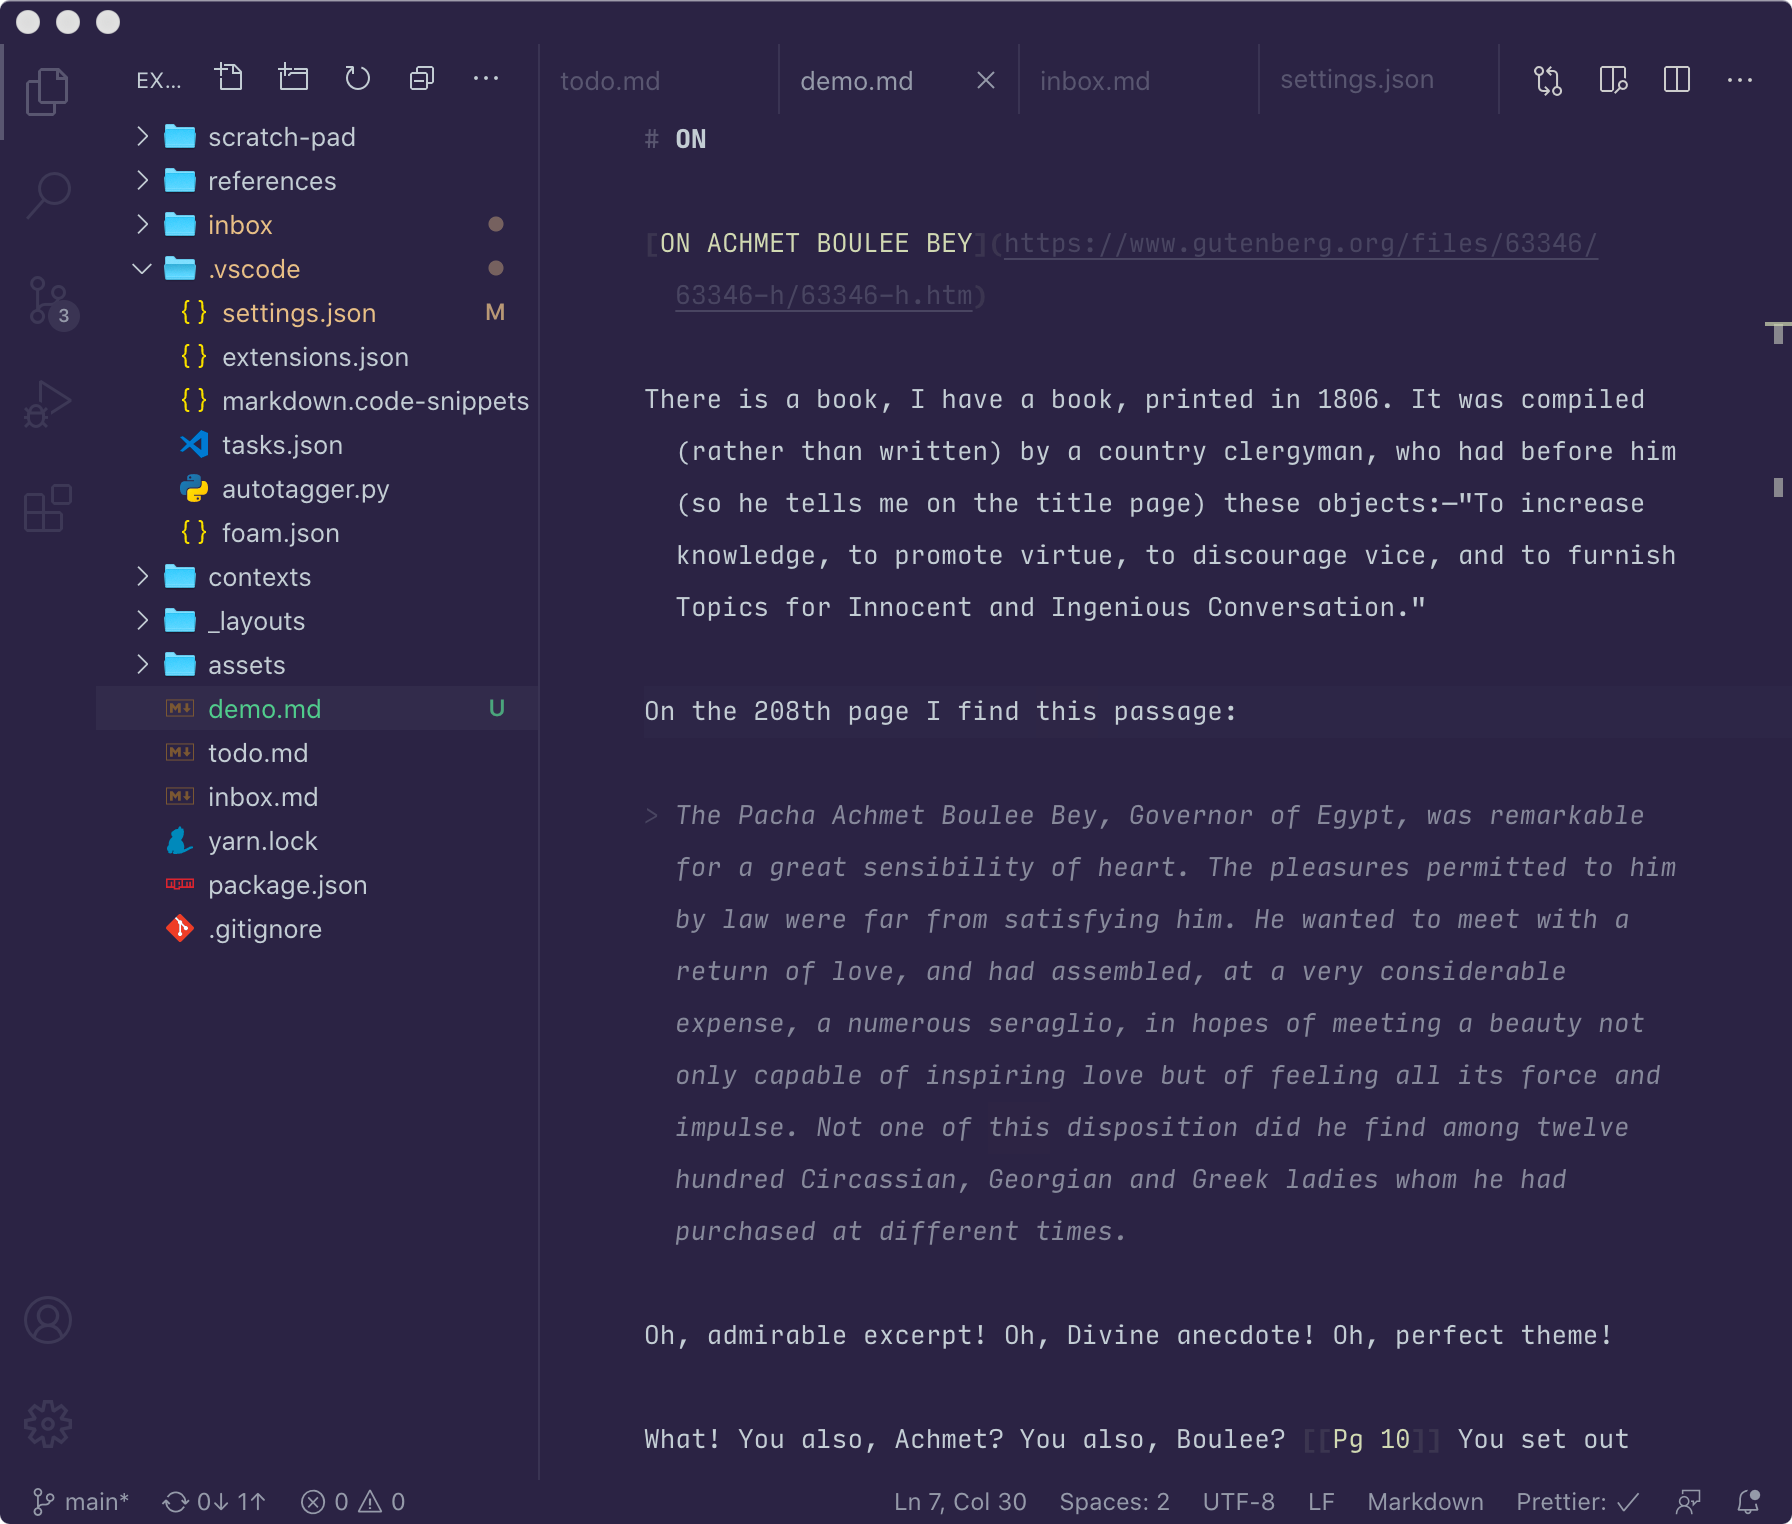 EX...
todo.md
demo.md
inbox.md
settings.json
scratch-pad
references
inbox
.vscode
settings.json M
extensions.json
markdown.code-snippets
tasks.json
autotagger.py
foam.json
contexts
_layouts
assets
demo.md U
todo.md
inbox.md
yarn.lock
package.json
.gitignore
3
# ON
[ON ACHMET BOULEE BEY](https://www.gutenberg.org/files/63346/
63346-h/63346-h.htm)
There is a book, I have a book, printed in 1806. It was compiled
(rather than written) by a country clergyman, who had before him
(so he tells me on the title page) these objects:—"To increase
knowledge, to promote virtue, to discourage vice, and to furnish
Topics for Innocent and Ingenious Conversation."
On the 208th page I find this passage:
> The Pacha Achmet Boulee Bey, Governor of Egypt, was remarkable
for a great sensibility of heart. The pleasures permitted to him
by law were far from satisfying him. He wanted to meet with a
return of love, and had assembled, at a very considerable
expense, a numerous seraglio, in hopes of meeting a beauty not
only capable of inspiring love but of feeling all its force and
impulse. Not one of this disposition did he find among twelve
hundred Circassian, Georgian and Greek ladies whom he had
purchased at different times.
Oh, admirable excerpt! Oh, Divine anecdote! Oh, perfect theme!
What! You also, Achmet? You also, Boulee? [[Pg 10]] You set out
main* 0↓ 1↑ 0 0 Ln 7, Col 30 Spaces: 2 UTF-8 LF Markdown Prettier: ✓